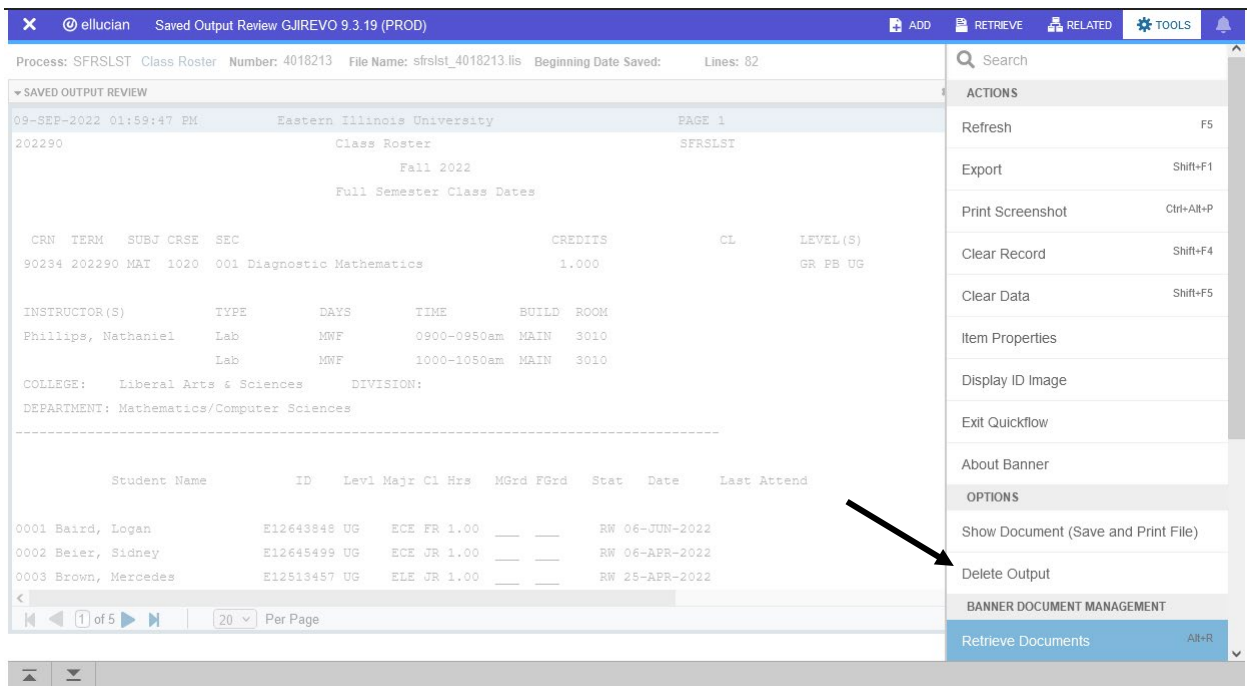 ellucian Saved Output Review GJIREVO 9.3.19 (PROD) ADD RETRIEVE RELATED TOOLS
Process: SFRSLST Class Roster Number: 4018213 File Name: sfrslst_4018213.lis Beginning Date Saved: Lines: 82
SAVED OUTPUT REVIEW
09-SEP-2022 01:59:47 PM Eastern Illinois University PAGE 1
202290 Class Roster SFRSLST
Fall 2022
Full Semester Class Dates
CRN TERM SUBJ CRSE SEC CREDITS CL LEVEL(S)
90234 202290 MAT 1020 001 Diagnostic Mathematics 1.000 GR PB UG
INSTRUCTOR(S) TYPE DAYS TIME BUILD ROOM
Phillips, Nathaniel Lab MWF 0900-0950am MAIN 3010
Lab MWF 1000-1050am MAIN 3010
COLLEGE: Liberal Arts & Sciences DIVISION:
DEPARTMENT: Mathematics/Computer Sciences
Student Name ID Levl Majr Cl Hrs MGrd FGrd Stat Date Last Attend
0001 Baird, Logan E12643848 UG ECE FR 1.00 ___ ___ RW 06-JUN-2022
0002 Beier, Sidney E12645499 UG ECE JR 1.00 ___ ___ RW 06-APR-2022
0003 Brown, Mercedes E12513457 UG ELE JR 1.00 ___ ___ RW 25-APR-2022
1 of 5 20 Per Page
Search
ACTIONS
Refresh F5
Export Shift+F1
Print Screenshot Ctrl+Alt+P
Clear Record Shift+F4
Clear Data Shift+F5
Item Properties
Display ID Image
Exit Quickflow
About Banner
OPTIONS
Show Document (Save and Print File)
Delete Output
BANNER DOCUMENT MANAGEMENT
Retrieve Documents Alt+R